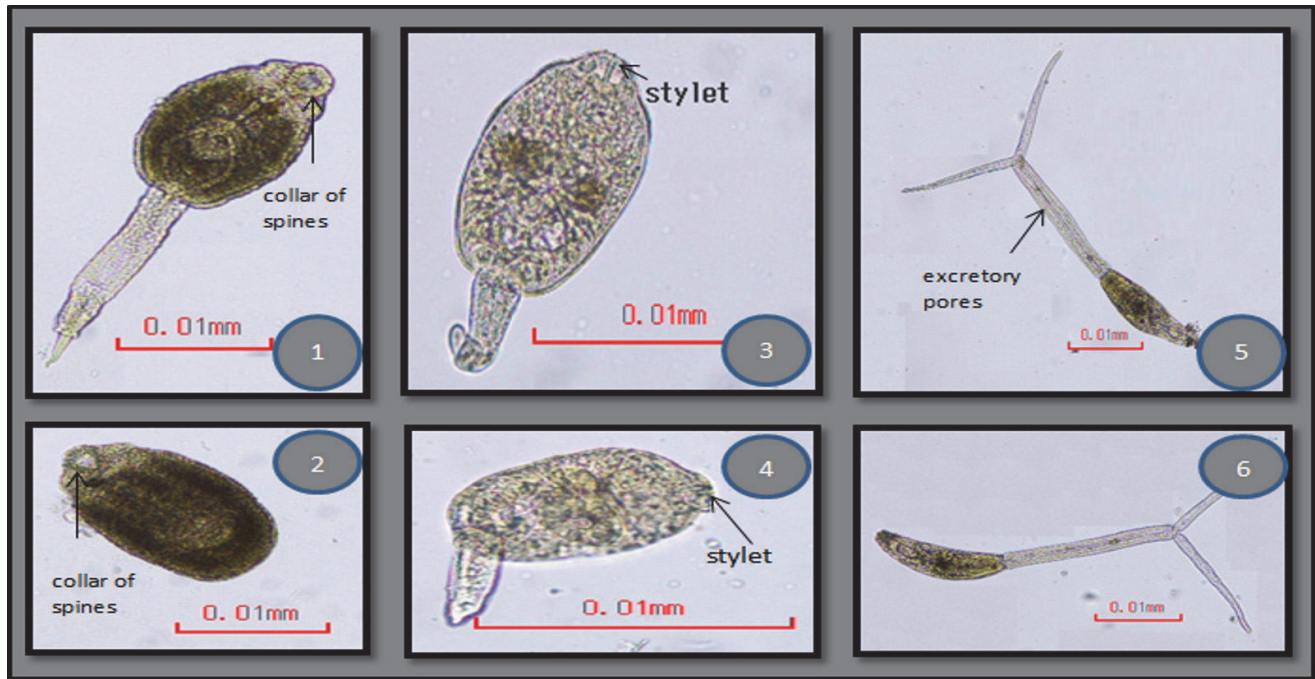 collar of
spines
0.01mm
1
stylet
0.01mm
3
excretory
pores
0.01mm
5
2
collar of
spines
0.01mm
4
stylet
0.01mm
6
0.01mm